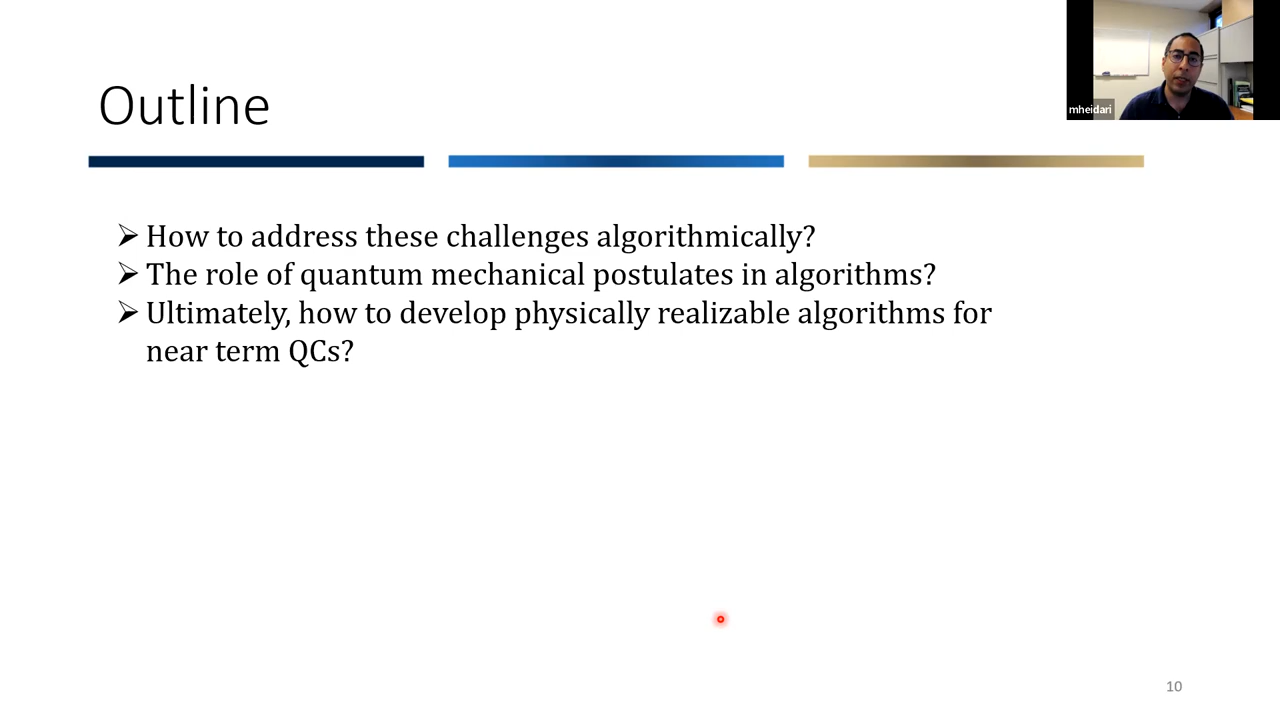 Outline
mheidari
➢ How to address these challenges algorithmically?
➢ The role of quantum mechanical postulates in algorithms?
➢ Ultimately, how to develop physically realizable algorithms for
near term QCs?
10